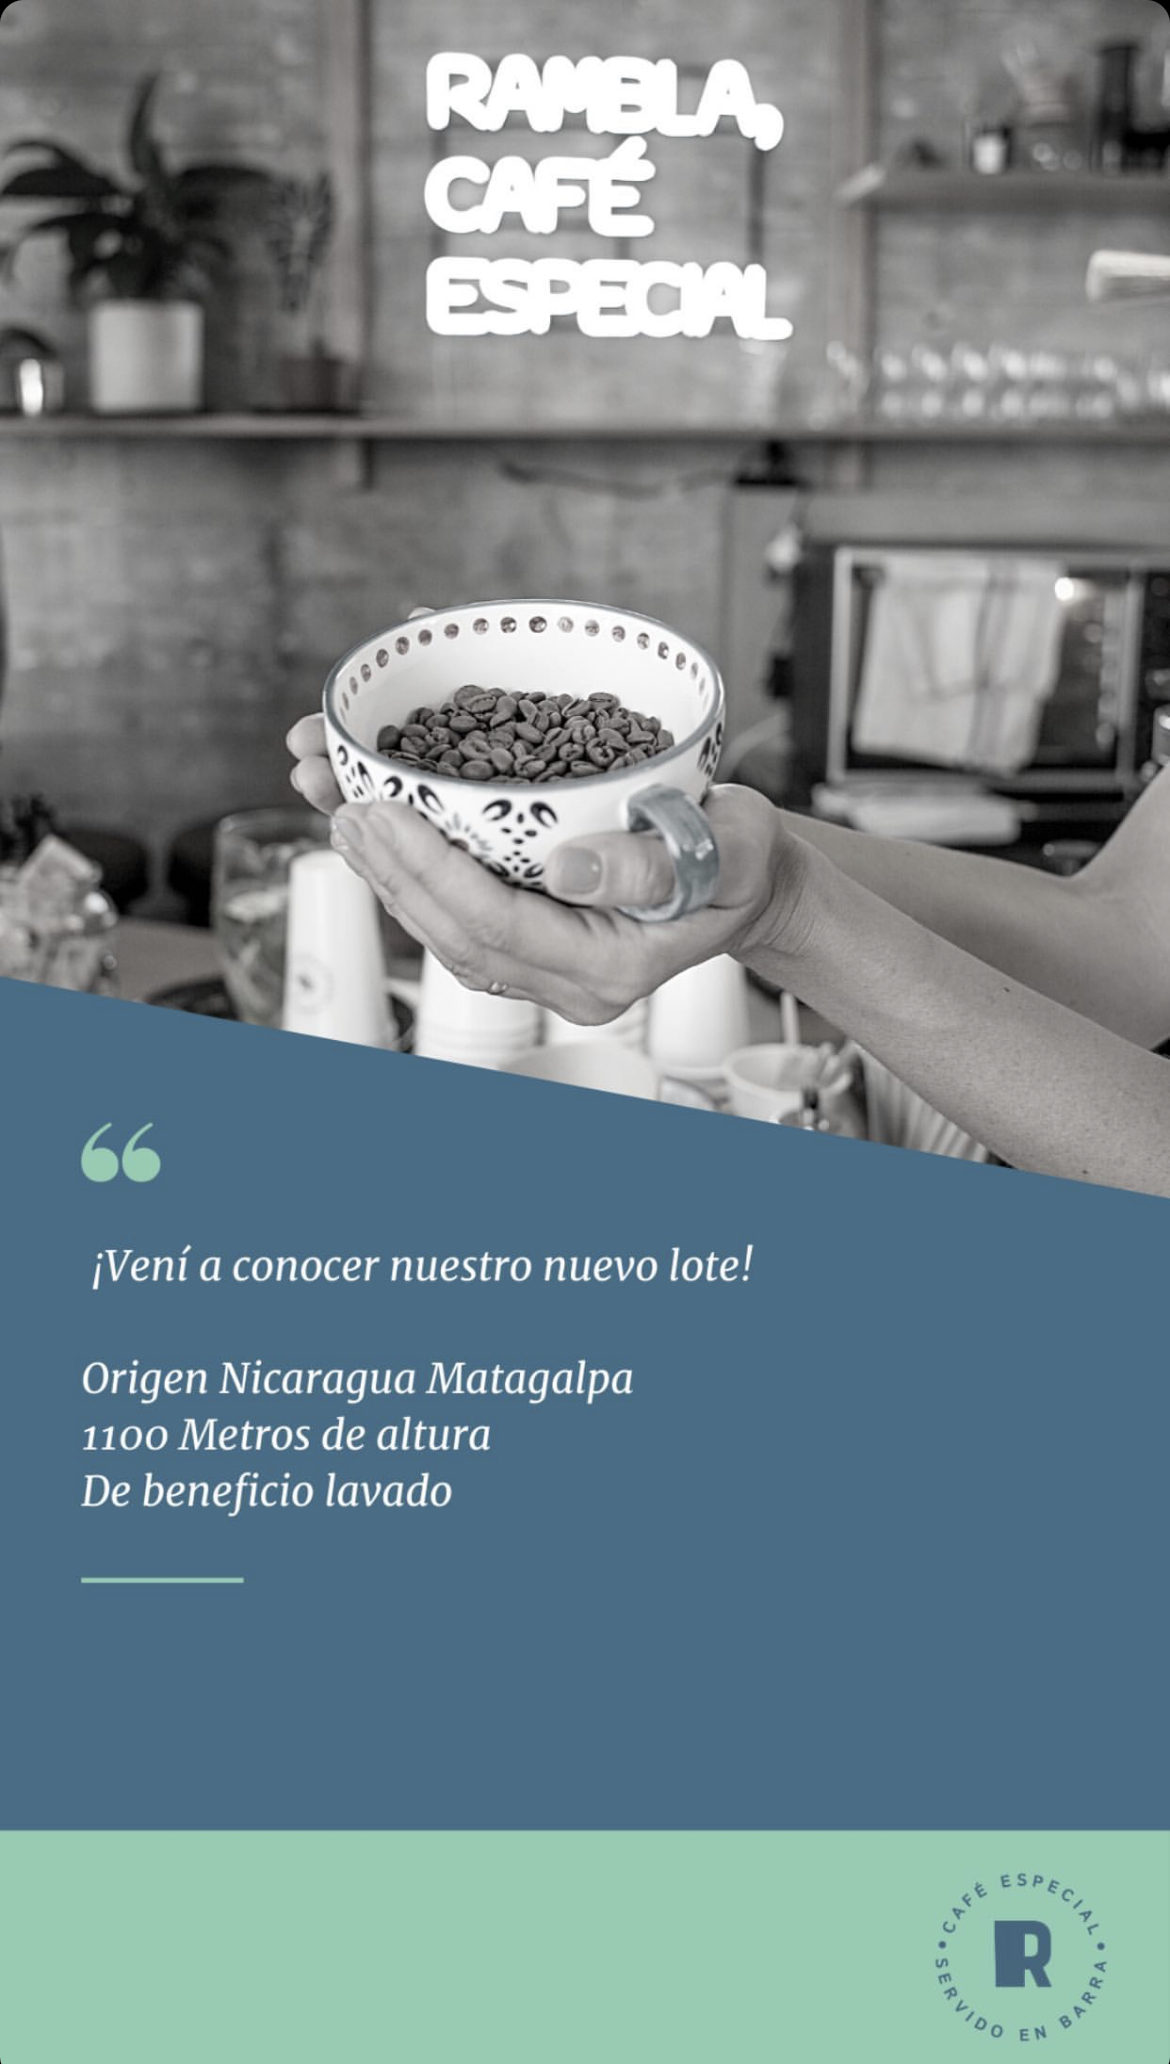 RAMBLA,
CAFÉ
ESPECIAL
“
¡Vení a conocer nuestro nuevo lote!
Origen Nicaragua Matagalpa
1100 Metros de altura
De beneficio lavado
• CAFÉ ESPECIAL •
R
SERVIDO EN BARRA